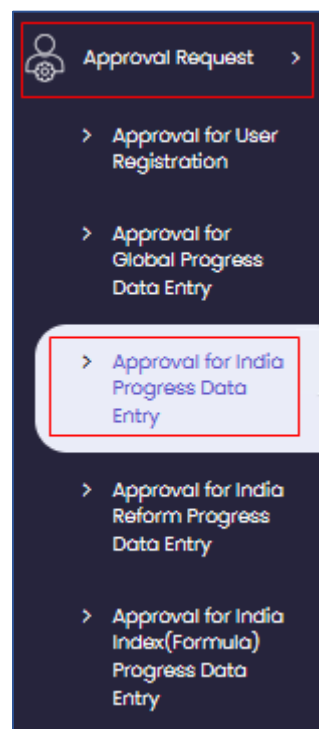 Approval Request >
> Approval for User
Registration
> Approval for
Global Progress
Data Entry
> Approval for India
Progress Data
Entry
> Approval for India
Reform Progress
Data Entry
> Approval for India
Index(Formula)
Progress Data
Entry